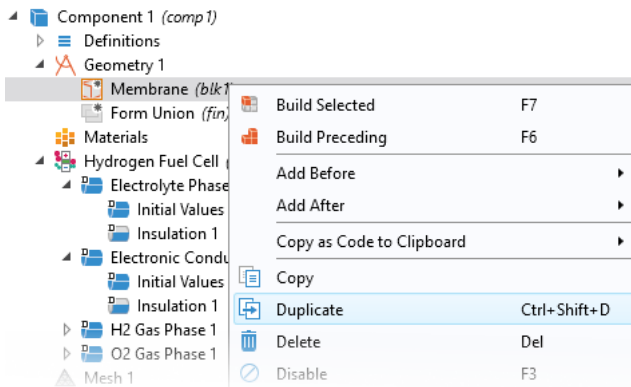 Component 1 (comp1)
Definitions
Geometry 1
Membrane (blk1)
Form Union (fin)
Materials
Hydrogen Fuel Cell (
Electrolyte Phase
Initial Values
Insulation 1
Electronic Condu
Initial Values
Insulation 1
H2 Gas Phase 1
O2 Gas Phase 1
Mesh 1
Build Selected F7
Build Preceding F6
Add Before
Add After
Copy as Code to Clipboard
Copy
Duplicate Ctrl+Shift+D
Delete Del
Disable F3